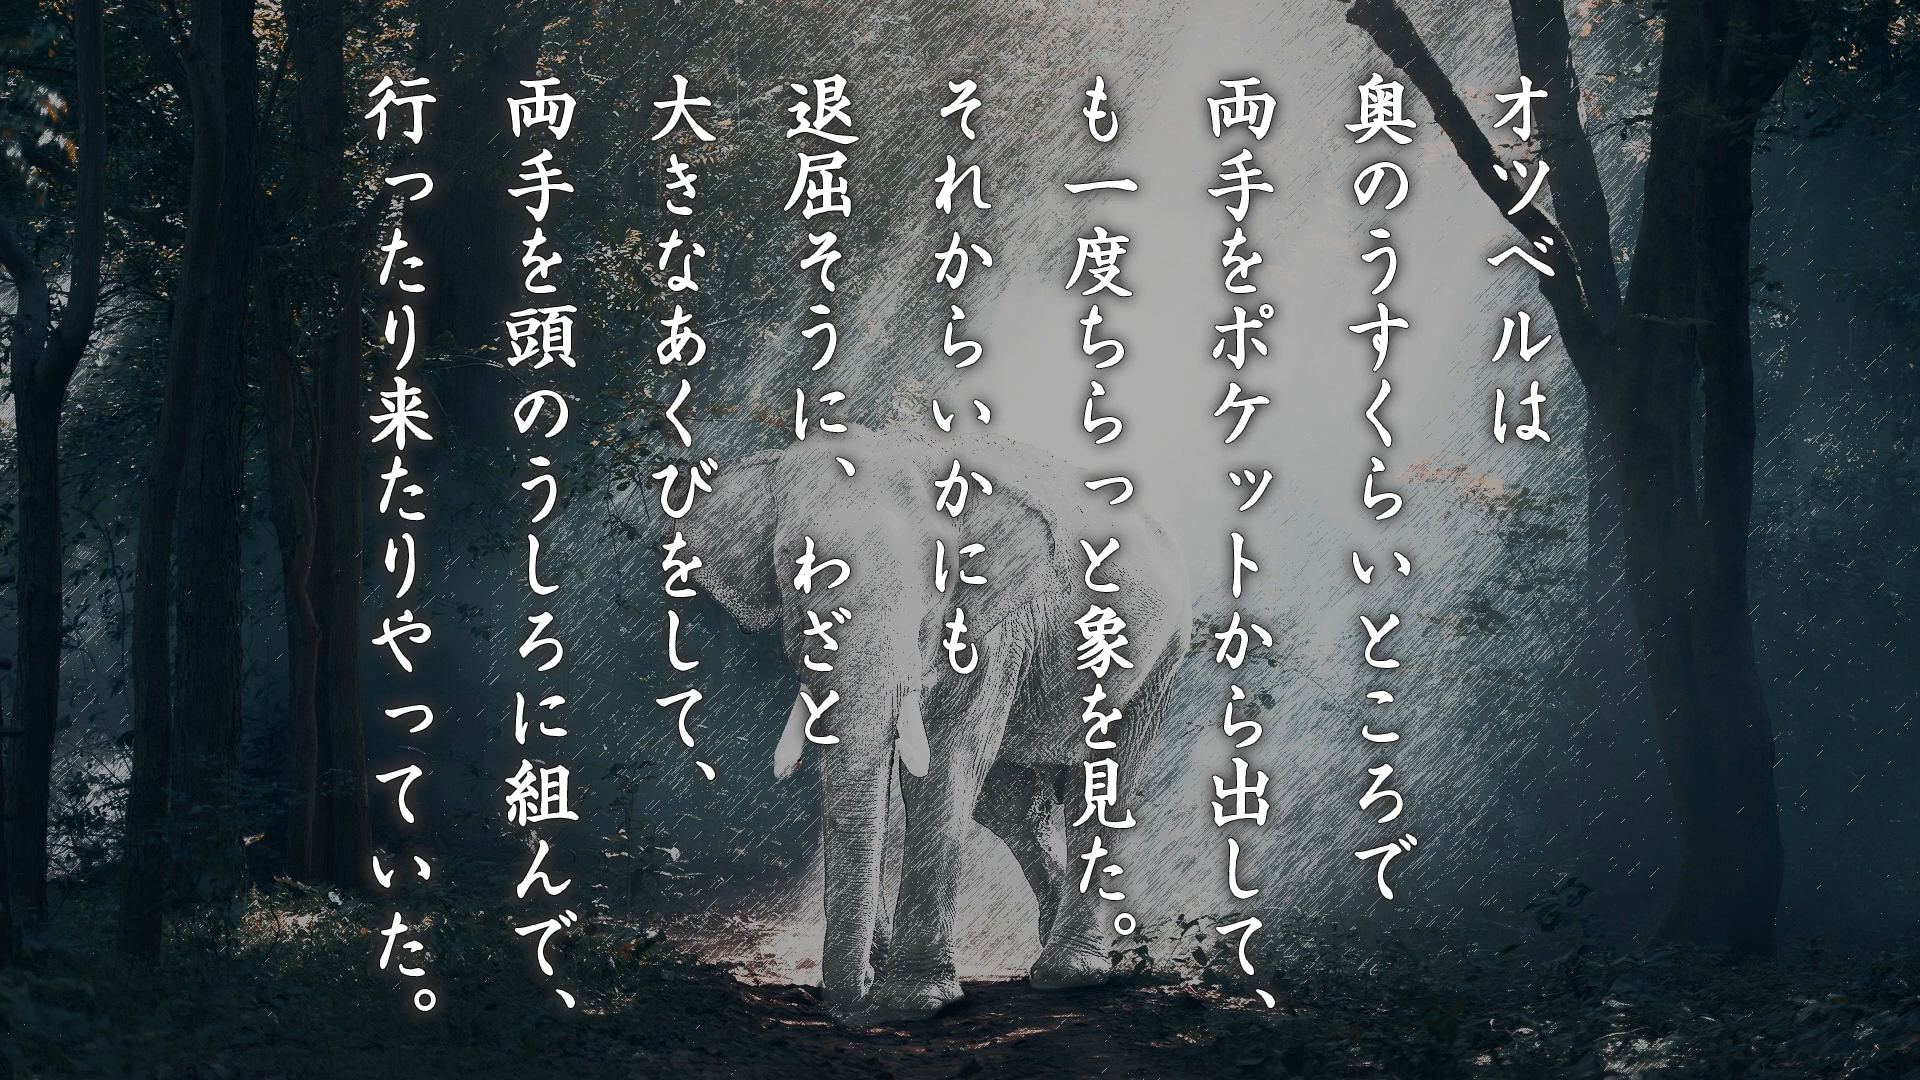 オツベルは
奥のうすくらいところで
両手をポケットから出して、
も一度ちらっと象を見た。
それからいかにも
退屈そうに、わざと
大きなあくびをして、
両手を頭のうしろに組んで、
行ったり来たりやっていた。